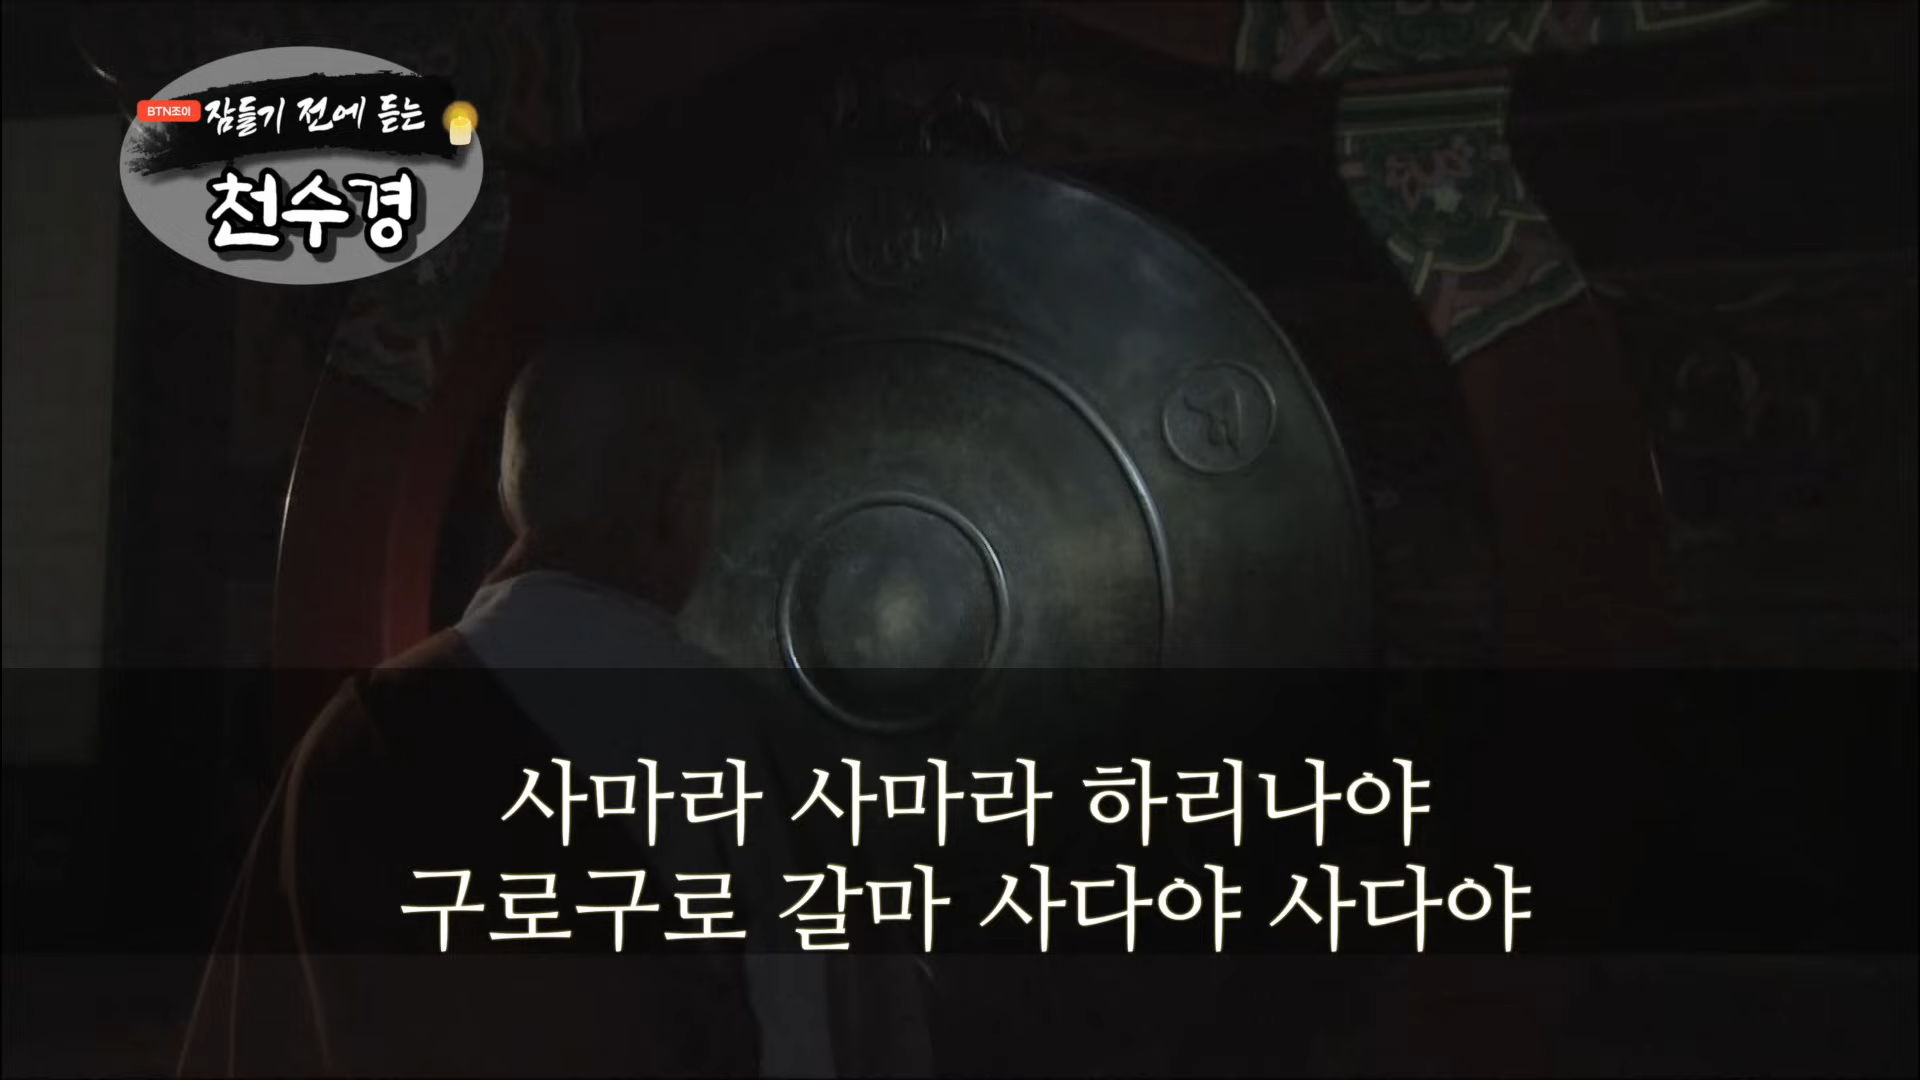 BTN조이
잠들기 전에 듣는
천수경
사마라 사마라 하리나야
구로구로 갈마 사다야 사다야